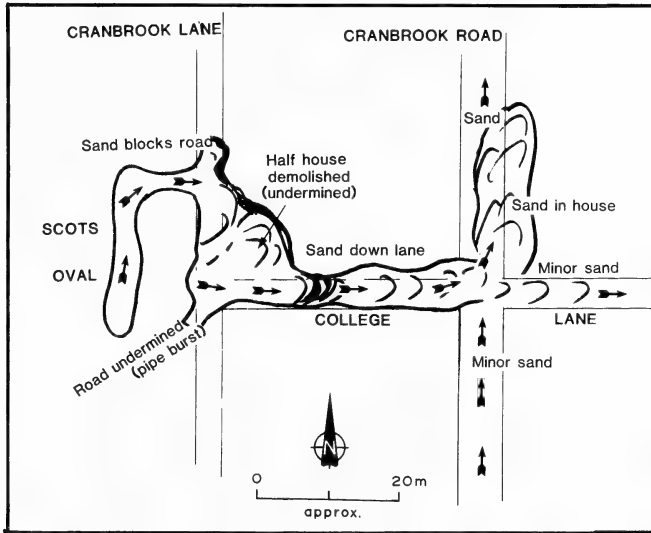 CRANBROOK LANE
CRANBROOK ROAD
Sand blocks road
Sand
Half house
demolished
(undermined)
SCOTS
OVAL
Sand in house
Sand down lane
Minor sand
COLLEGE
LANE
Road undermined
(pipe burst)
Minor sand
N
0
20m
approx.